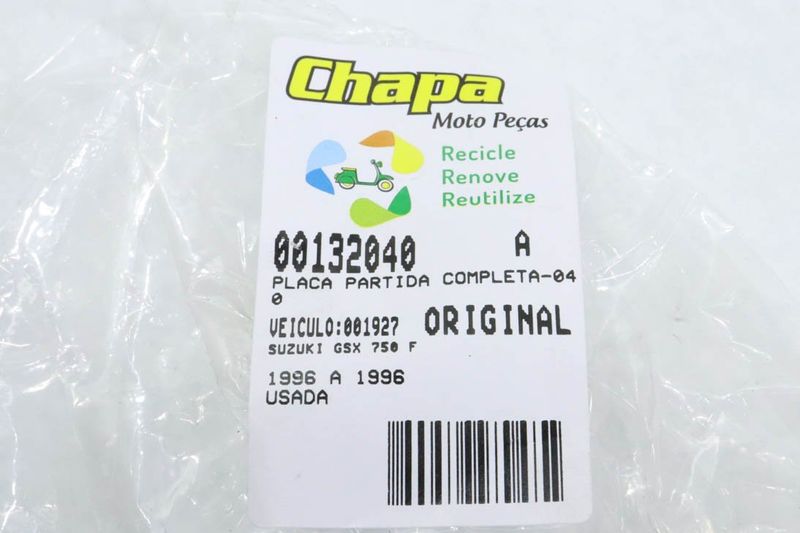 Chapa
Moto Peças
Recicle
Renove
Reutilize
00132040 A
PLACA PARTIDA COMPLETA-04
0
VEICULO:001927 ORIGINAL
SUZUKI GSX 750 F
1996 A 1996
USADA